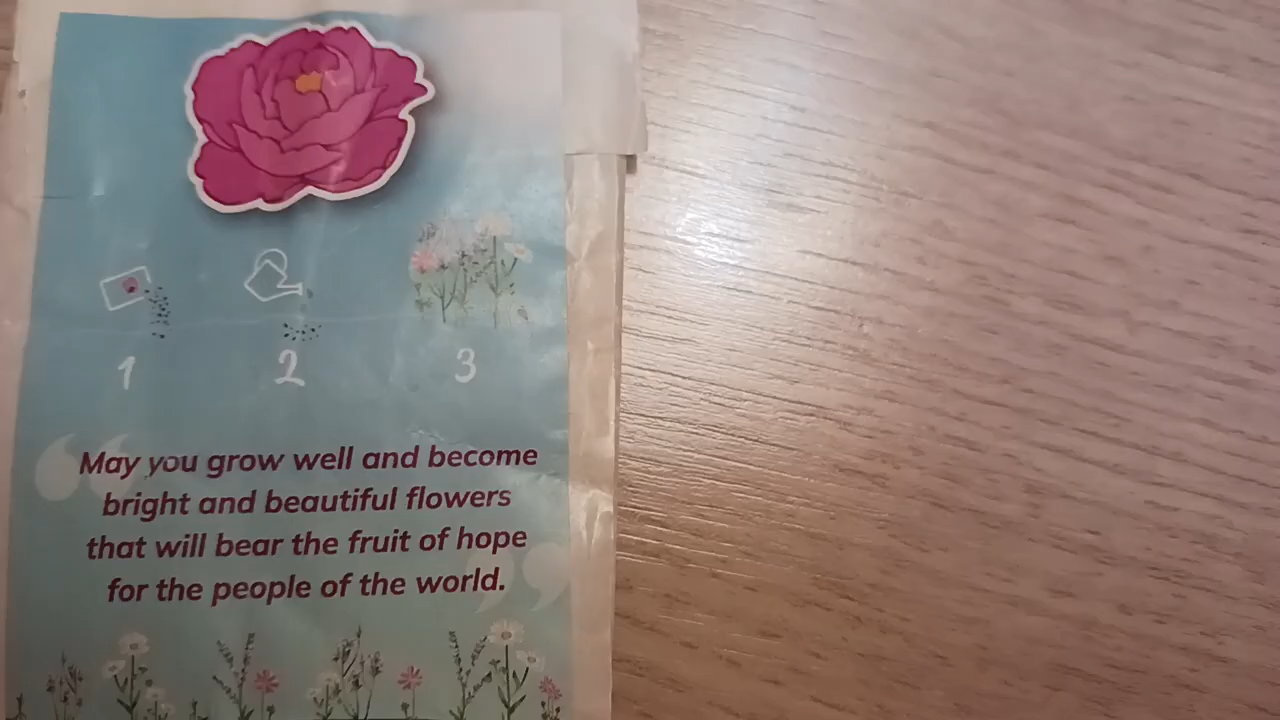 1 2 3
May you grow well and become
bright and beautiful flowers
that will bear the fruit of hope
for the people of the world.